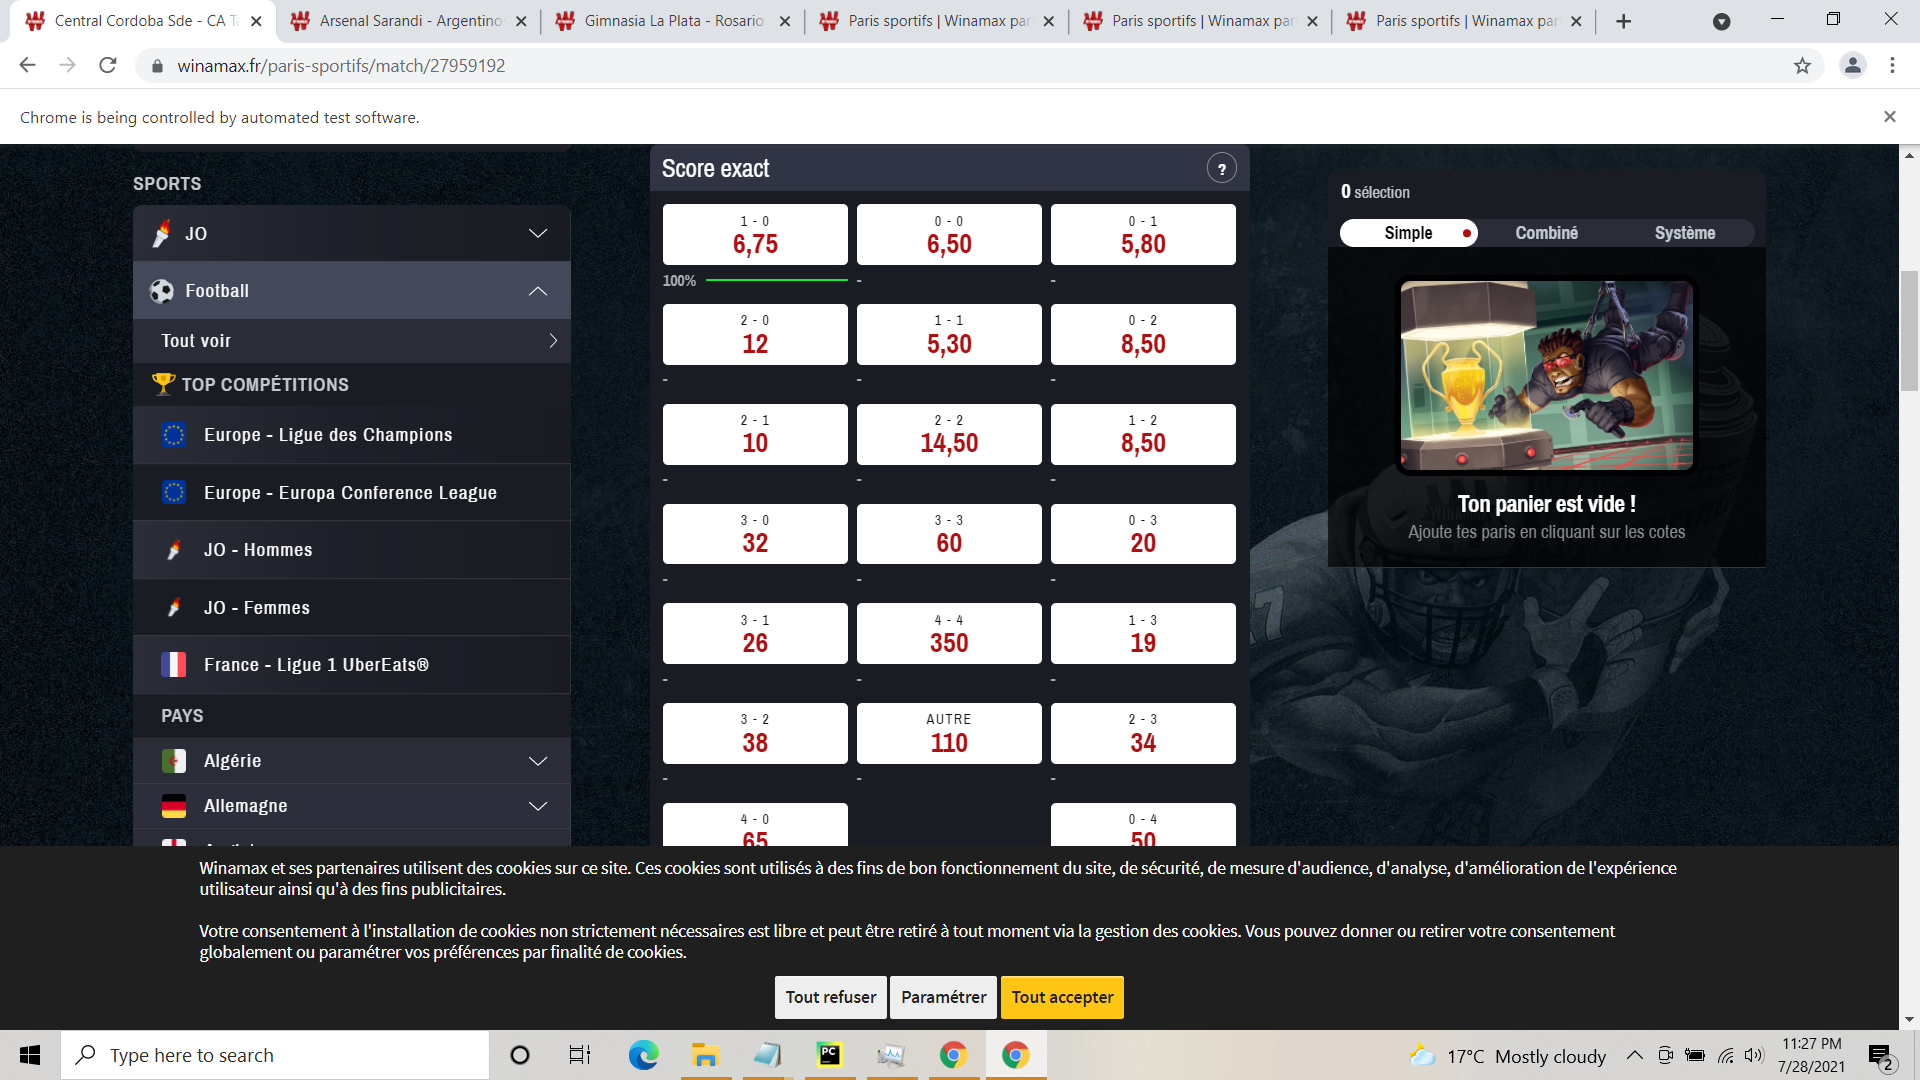 Central Cordoba Sde - CA Ta
Arsenal Sarandi - Argentinos
Gimnasia La Plata - Rosario
Paris sportifs | Winamax par
Paris sportifs | Winamax par
Paris sportifs | Winamax par
winamax.fr/paris-sportifs/match/27959192
Chrome is being controlled by automated test software.
SPORTS
JO
Football
Tout voir
TOP COMPÉTITIONS
Europe - Ligue des Champions
Europe - Europa Conference League
JO - Hommes
JO - Femmes
France - Ligue 1 UberEats®
PAYS
Algérie
Allemagne
Score exact
?
1 - 0
6,75
0 - 0
6,50
0 - 1
5,80
100%
-
-
2 - 0
12
1 - 1
5,30
0 - 2
8,50
-
-
-
2 - 1
10
2 - 2
14,50
1 - 2
8,50
-
-
-
3 - 0
32
3 - 3
60
0 - 3
20
-
-
-
3 - 1
26
4 - 4
350
1 - 3
19
-
-
-
3 - 2
38
AUTRE
110
2 - 3
34
-
-
-
4 - 0
65
0 - 4
50
0 sélection
Simple
Combiné
Système
Ton panier est vide !
Ajoute tes paris en cliquant sur les cotes
Winamax et ses partenaires utilisent des cookies sur ce site. Ces cookies sont utilisés à des fins de bon fonctionnement du site, de sécurité, de mesure d'audience, d'analyse, d'amélioration de l'expérience
utilisateur ainsi qu'à des fins publicitaires.
Votre consentement à l'installation de cookies non strictement nécessaires est libre et peut être retiré à tout moment via la gestion des cookies. Vous pouvez donner ou retirer votre consentement
globalement ou paramétrer vos préférences par finalité de cookies.
Tout refuser
Paramétrer
Tout accepter
Type here to search
PC
17°C Mostly cloudy
11:27 PM
7/28/2021
2